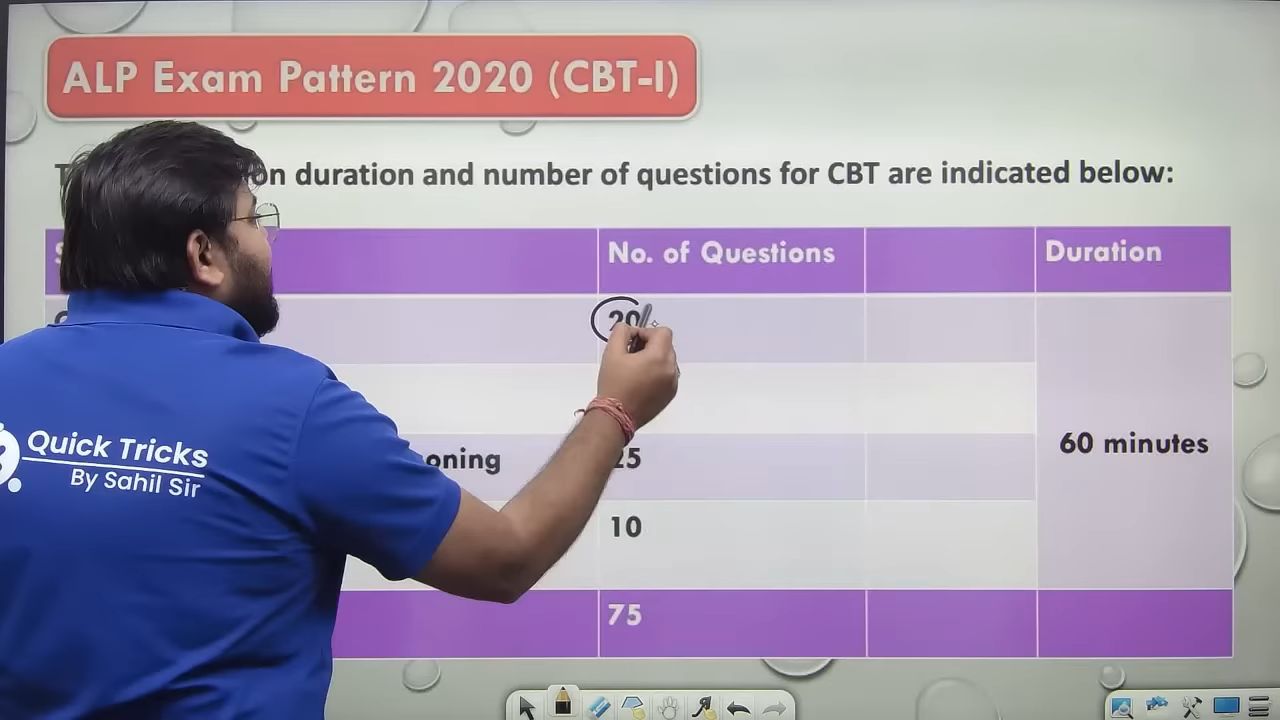 ALP Exam Pattern 2020 (CBT-I)
on duration and number of questions for CBT are indicated below:
No. of Questions Duration
20
oning 25
60 minutes
10
75
Quick Tricks
By Sahil Sir